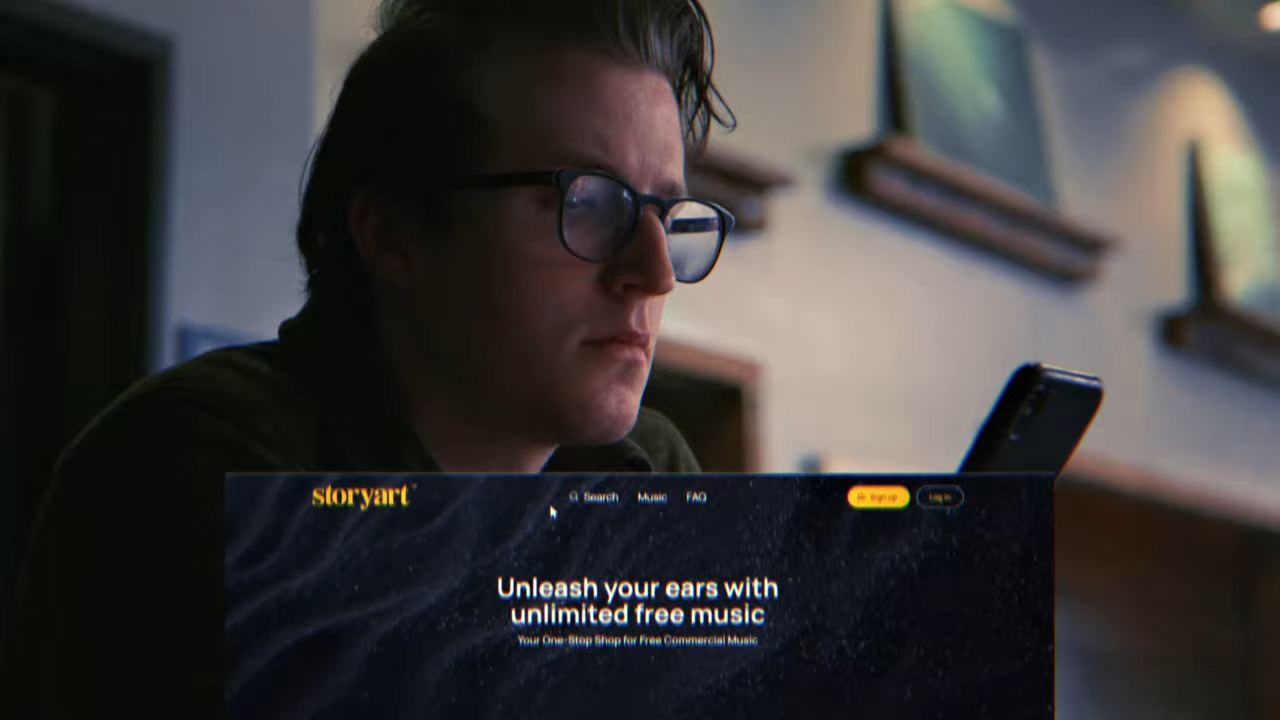 storyart
Search Music FAQ Sign up Log in
Unleash your ears with
unlimited free music
Your One-Stop Shop for Free Commercial Music